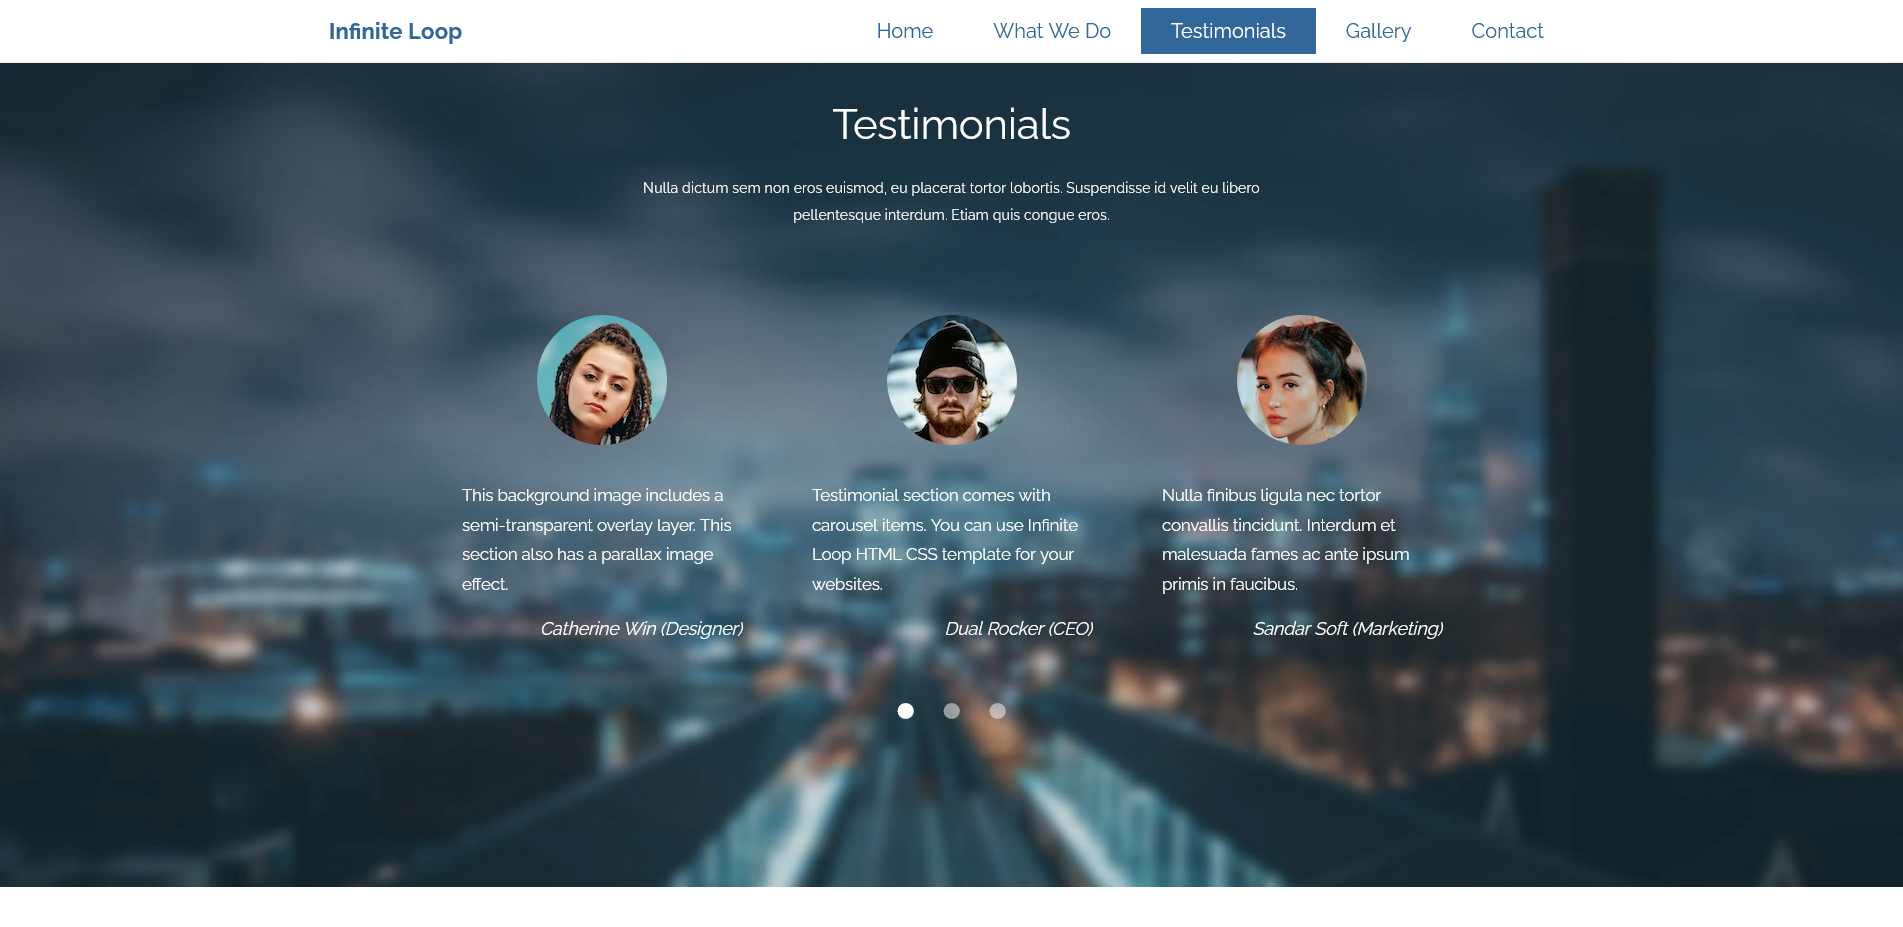 Infinite Loop
Home
What We Do
Testimonials
Gallery
Contact
Testimonials
Nulla dictum sem non eros euismod, eu placerat tortor lobortis. Suspendisse id velit eu libero
pellentesque interdum. Etiam quis congue eros.
This background image includes a
semi-transparent overlay layer. This
section also has a parallax image
effect.
Catherine Win (Designer)
Testimonial section comes with
carousel items. You can use Infinite
Loop HTML CSS template for your
websites.
Dual Rocker (CEO)
Nulla finibus ligula nec tortor
convallis tincidunt. Interdum et
malesuada fames ac ante ipsum
primis in faucibus.
Sandar Soft (Marketing)